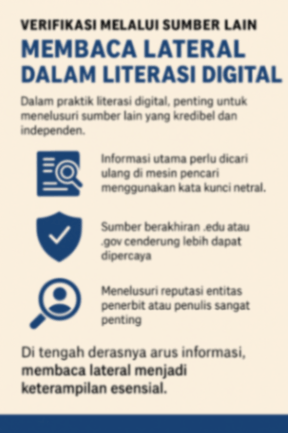 VERIFIKASI MELALUI SUMBER LAIN
MEMBACA LATERAL
DALAM LITERASI DIGITAL
Dalam praktik literasi digital, penting untuk
menelusuri sumber lain yang kredibel dan
independen.
Informasi utama perlu dicari
ulang di mesin pencari
menggunakan kata kunci netral.
Sumber berakhiran .edu atau
.gov cenderung lebih dapat
dipercaya
Menelusuri reputasi entitas
penerbit atau penulis sangat
penting
Di tengah derasnya arus informasi,
membaca lateral menjadi
keterampilan esensial.